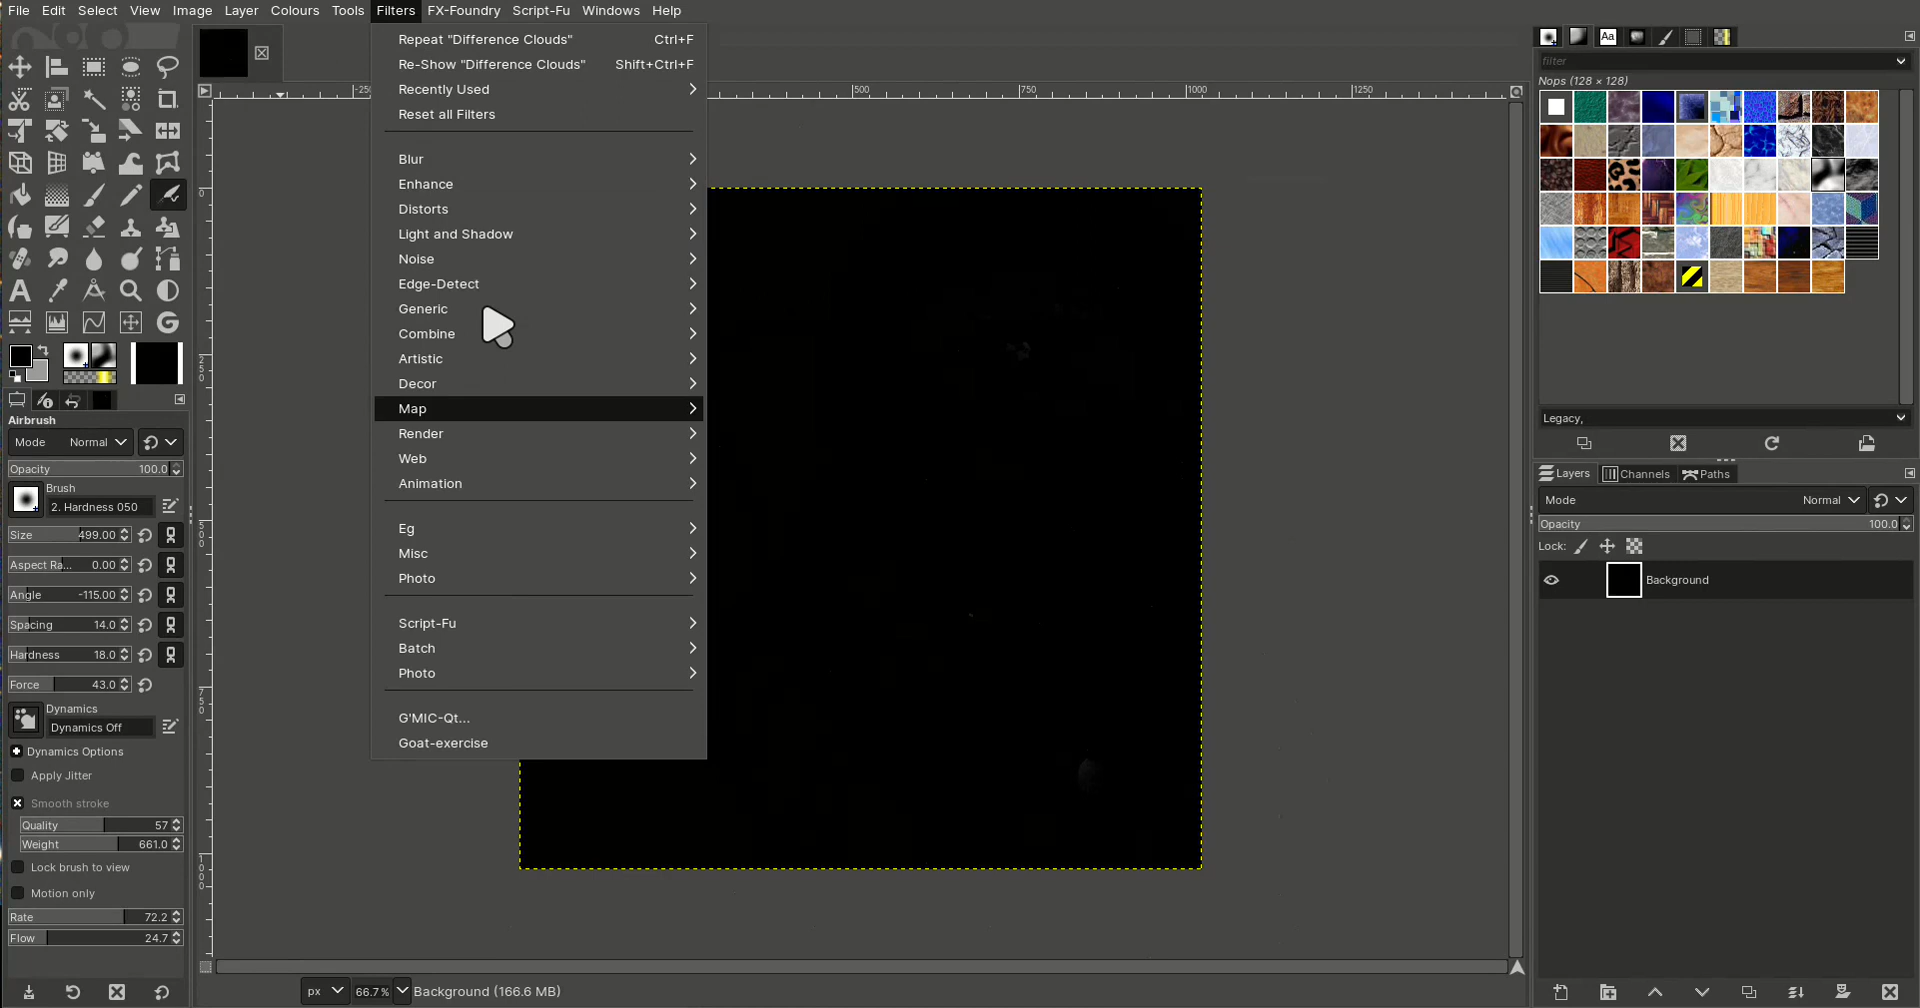 File Edit Select View Image Layer Colours Tools Filters FX-Foundry Script-Fu Windows Help
Repeat "Difference Clouds" Ctrl+F
Re-Show "Difference Clouds" Shift+Ctrl+F
Recently Used
Reset all Filters
Blur
Enhance
Distorts
Light and Shadow
Noise
Edge-Detect
Generic
Combine
Artistic
Decor
Map
Render
Web
Animation
Eg
Misc
Photo
Script-Fu
Batch
Photo
G'MIC-Qt...
Goat-exercise
500 750 1000 1250
0
250
500
750
Airbrush
Mode Normal
Opacity 100.0
Brush
2. Hardness 050
Size 499.00
Aspect Ra... 0.00
Angle -115.00
Spacing 14.0
Hardness 18.0
Force 43.0
Dynamics
Dynamics Off
Dynamics Options
Apply Jitter
Smooth stroke
Quality 57
Weight 661.0
Lock brush to view
Motion only
Rate 72.2
Flow 24.7
px 66.7% Background (166.6 MB)
Aa
filter
Nops (128 × 128)
Legacy,
Layers Channels Paths
Mode Normal
Opacity 100.0
Lock:
Background